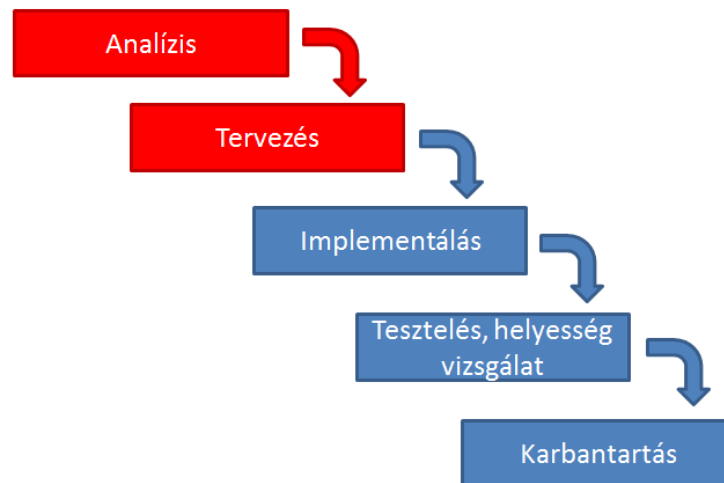 Analízis
Tervezés
Implementálás
Tesztelés, helyesség
vizsgálat
Karbantartás